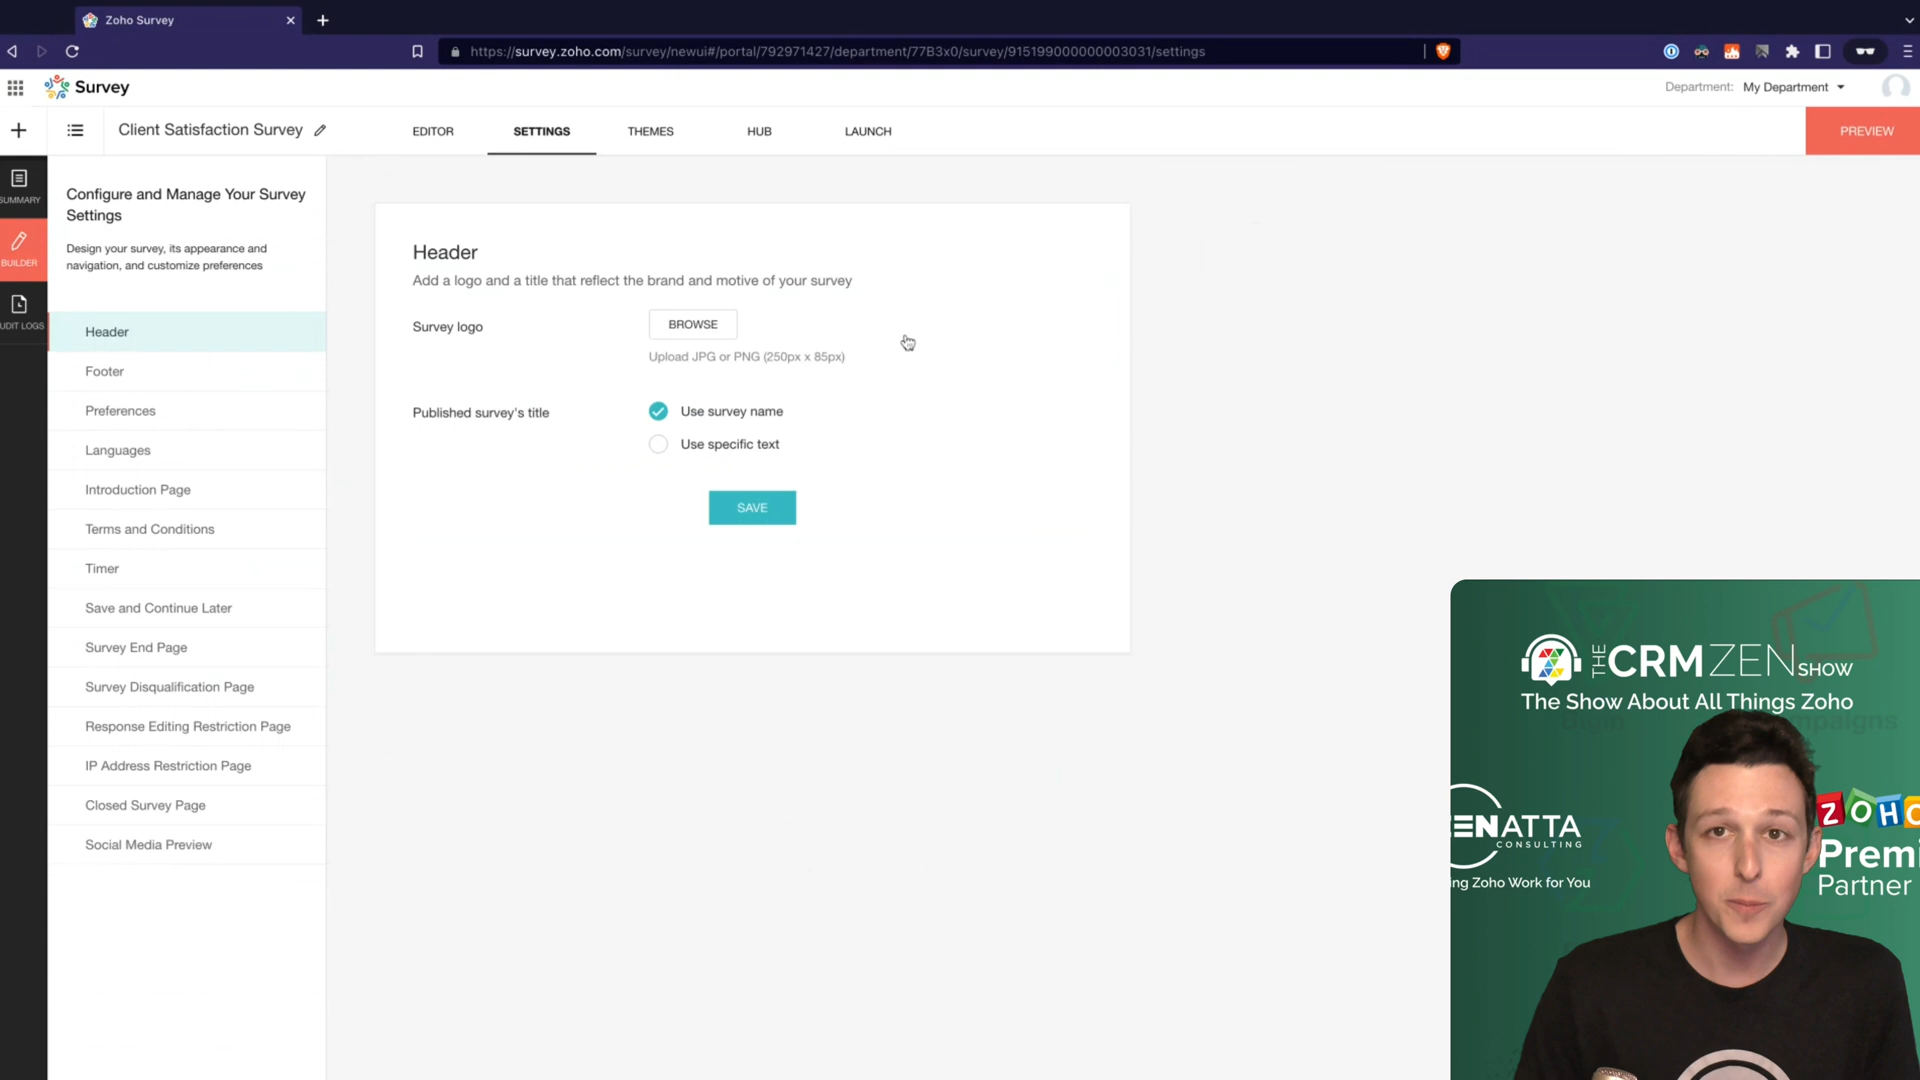 Zoho Survey
https://survey.zoho.com/survey/newui#/portal/792971427/department/77B3x0/survey/915199000000003031/settings
Survey
Department: My Department
Client Satisfaction Survey
EDITOR
SETTINGS
THEMES
HUB
LAUNCH
PREVIEW
SUMMARY
BUILDER
UDIT LOGS
Configure and Manage Your Survey
Settings
Design your survey, its appearance and
navigation, and customize preferences
Header
Footer
Preferences
Languages
Introduction Page
Terms and Conditions
Timer
Save and Continue Later
Survey End Page
Survey Disqualification Page
Response Editing Restriction Page
IP Address Restriction Page
Closed Survey Page
Social Media Preview
Header
Add a logo and a title that reflect the brand and motive of your survey
Survey logo
BROWSE
Upload JPG or PNG (250px x 85px)
Published survey's title
Use survey name
Use specific text
SAVE
THE CRMZEN SHOW
The Show About All Things Zoho
ENATTA
CONSULTING
ing Zoho Work for You
ZOHO
Premi
Partner